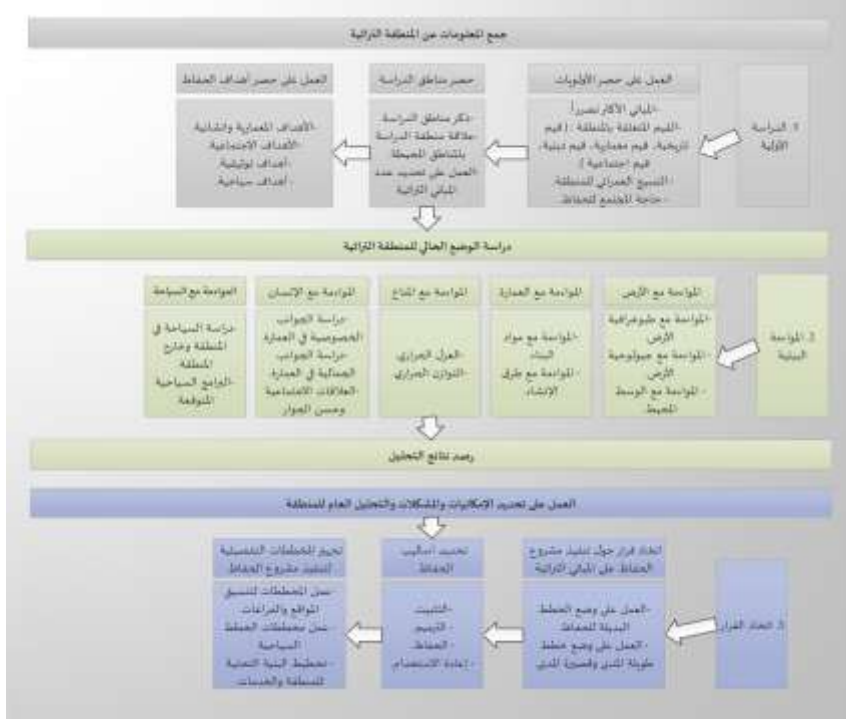 جمع المعلومات عن المنطقة التراثية
1. الدراسة
الأولية
العمل على حصر الأولويات
-المباني الأكثر تضرراً.
-القيم المتعلقة بالمنطقة : ( قيم
تاريخية، قيم معمارية، قيم دينية،
قيم اجتماعية ).
- النسيج العمراني للمنطقة.
- حاجة المجتمع للحفاظ.
حصر مناطق الدراسة
-ذكر مناطق الدراسة.
-علاقة منطقة الدراسة
بالمناطق المحيطة
-العمل على تحديد عدد
المباني التراثية
العمل على حصر أهداف الحفاظ
-الأهداف المعمارية وانشائية.
-الأهداف الاجتماعية.
- أهداف توثيقية.
- أهداف سياحية.
دراسة الوضع الحالي للمنطقة التراثية
2. المواءمة
البيئية
المواءمة مع الأرض
-المواءمة مع طبوغرافية
الأرض
-المواءمة مع جيولوجية
الأرض
- المواءمة مع الوسط
المحيط
المواءمة مع العمارة
-المواءمة مع مواد
البناء
-المواءمة مع طرق
الإنشاء
المواءمة مع المناخ
-العزل الحراري
-التوازن الحراري
المواءمة مع الإنسان
-دراسة الجوانب
الخصوصية في العمارة
-دراسة الجوانب
الجمالية في العمارة
-العلاقات الاجتماعية
وحسن الجوار
المواءمة مع السياحة
-دراسة السياحة في
المنطقة وخارج
المنطقة
-البرامج السياحية
المتوقعة
رصد نتائج التحليل
العمل على تحديد الإمكانيات والمشكلات والتحليل العام للمنطقة
3. اتخاذ القرار
اتخاذ قرار حول تنفيذ مشروع
الحفاظ على المباني التراثية
-العمل على وضع الخطط
البديلة للحفاظ
- العمل على وضع خطط
طويلة المدى وقصيرة المدى
تحديد أساليب
الحفاظ
-التثبيت
- الترميم
- الحفاظ
- إعادة الاستخدام
تجهيز المخططات التفصيلية
لتنفيذ مشروع الحفاظ
-عمل المخططات لتنسيق
المواقع والفراغات
-عمل مخططات الخطط
السياحية
- تخطيط البنية التحتية
للمنطقة والخدمات